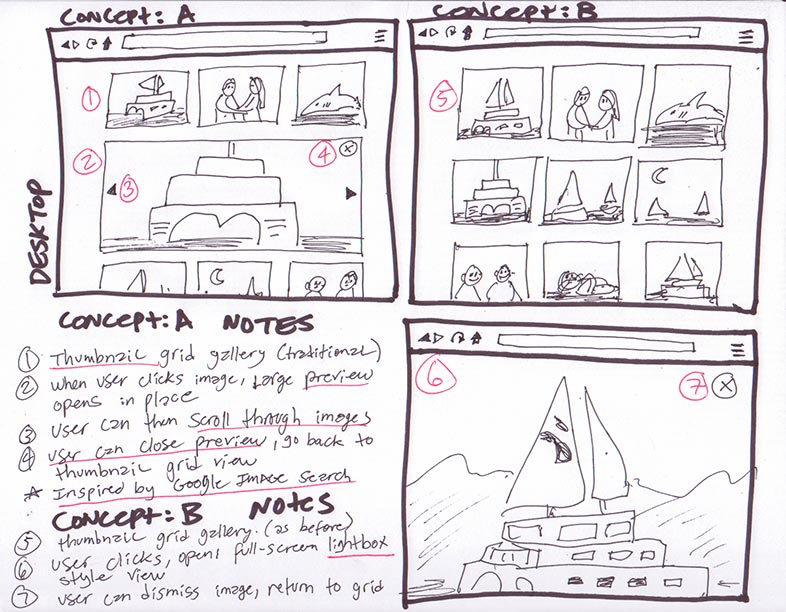 CONCEPT: A
CONCEPT: B
DESKTOP
1
2
3
4 X
5
CONCEPT: A NOTES
1 Thumbnail grid gallery (traditional)
2 when user clicks image, large preview
opens in place
3 user can then scroll through images
4 user can close preview, go back to
thumbnail grid view
* Inspired by Google Image Search
CONCEPT: B Notes
5 thumbnail grid gallery. (as before)
6 user clicks, opens full-screen lightbox
style view
7 user can dismiss image, return to grid
6
7 X